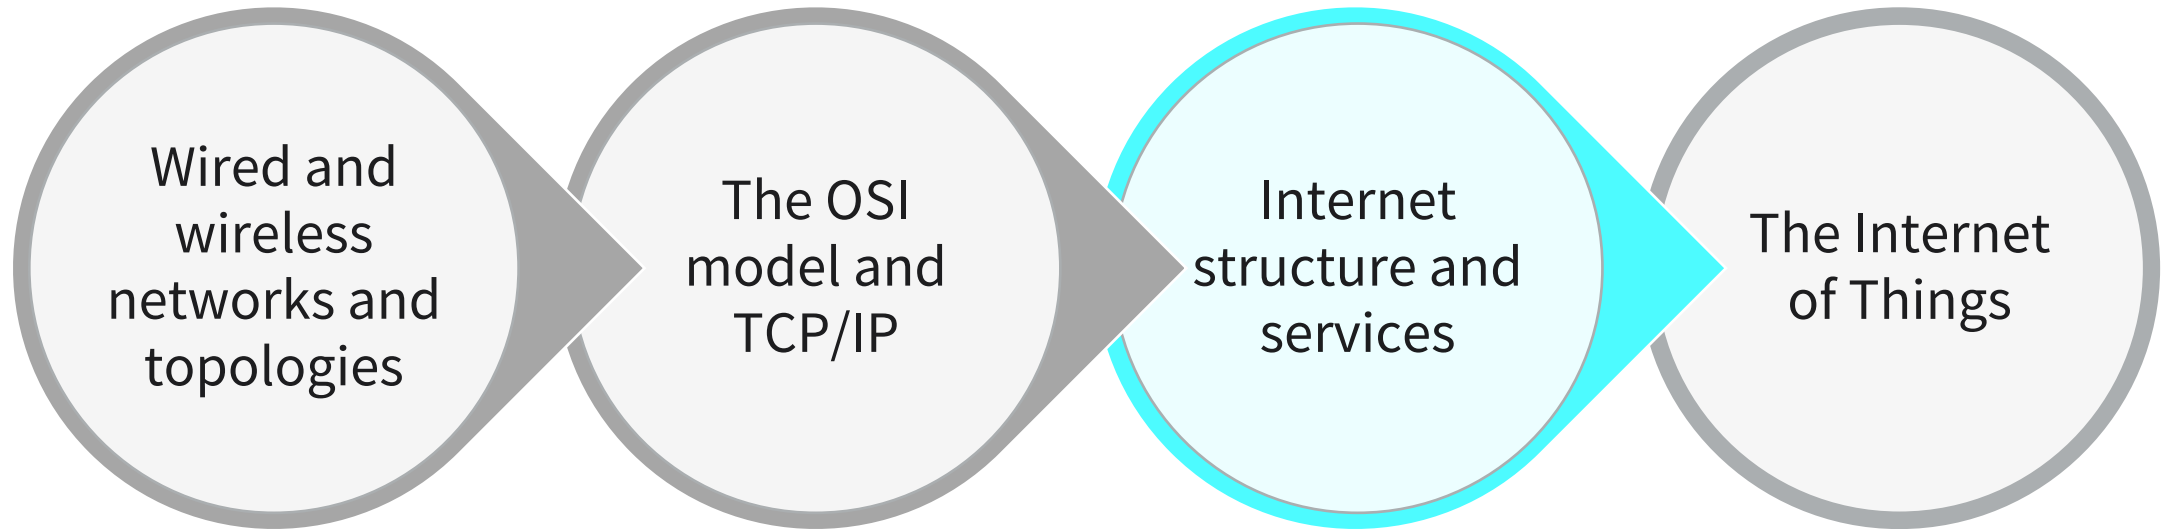 Wired and
wireless
networks and
topologies
The OSI
model and
TCP/IP
Internet
structure and
services
The Internet
of Things